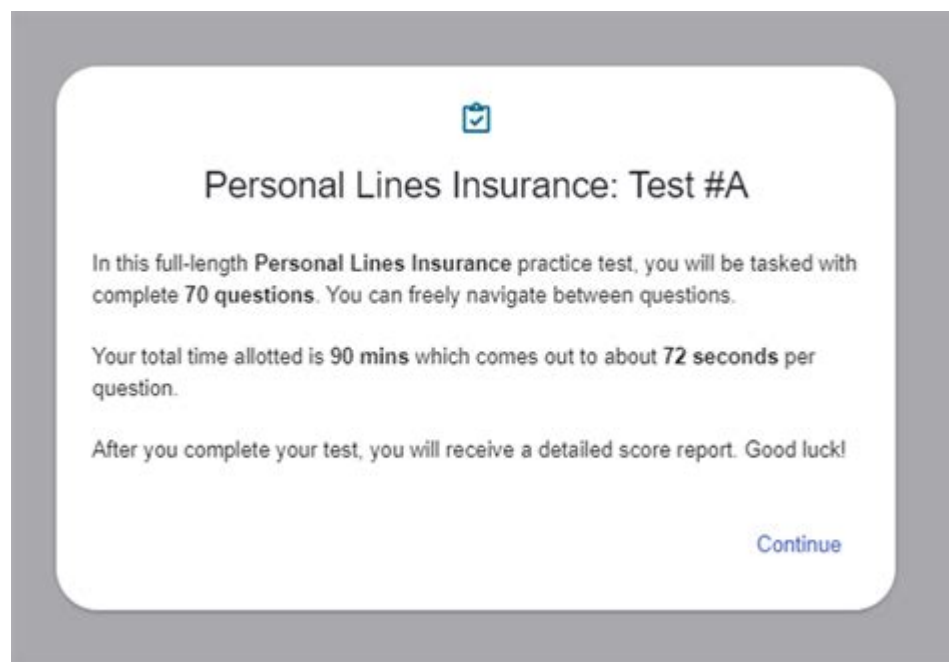 Personal Lines Insurance: Test #A
In this full-length Personal Lines Insurance practice test, you will be tasked with
complete 70 questions. You can freely navigate between questions.
Your total time allotted is 90 mins which comes out to about 72 seconds per
question.
After you complete your test, you will receive a detailed score report. Good luck!
Continue